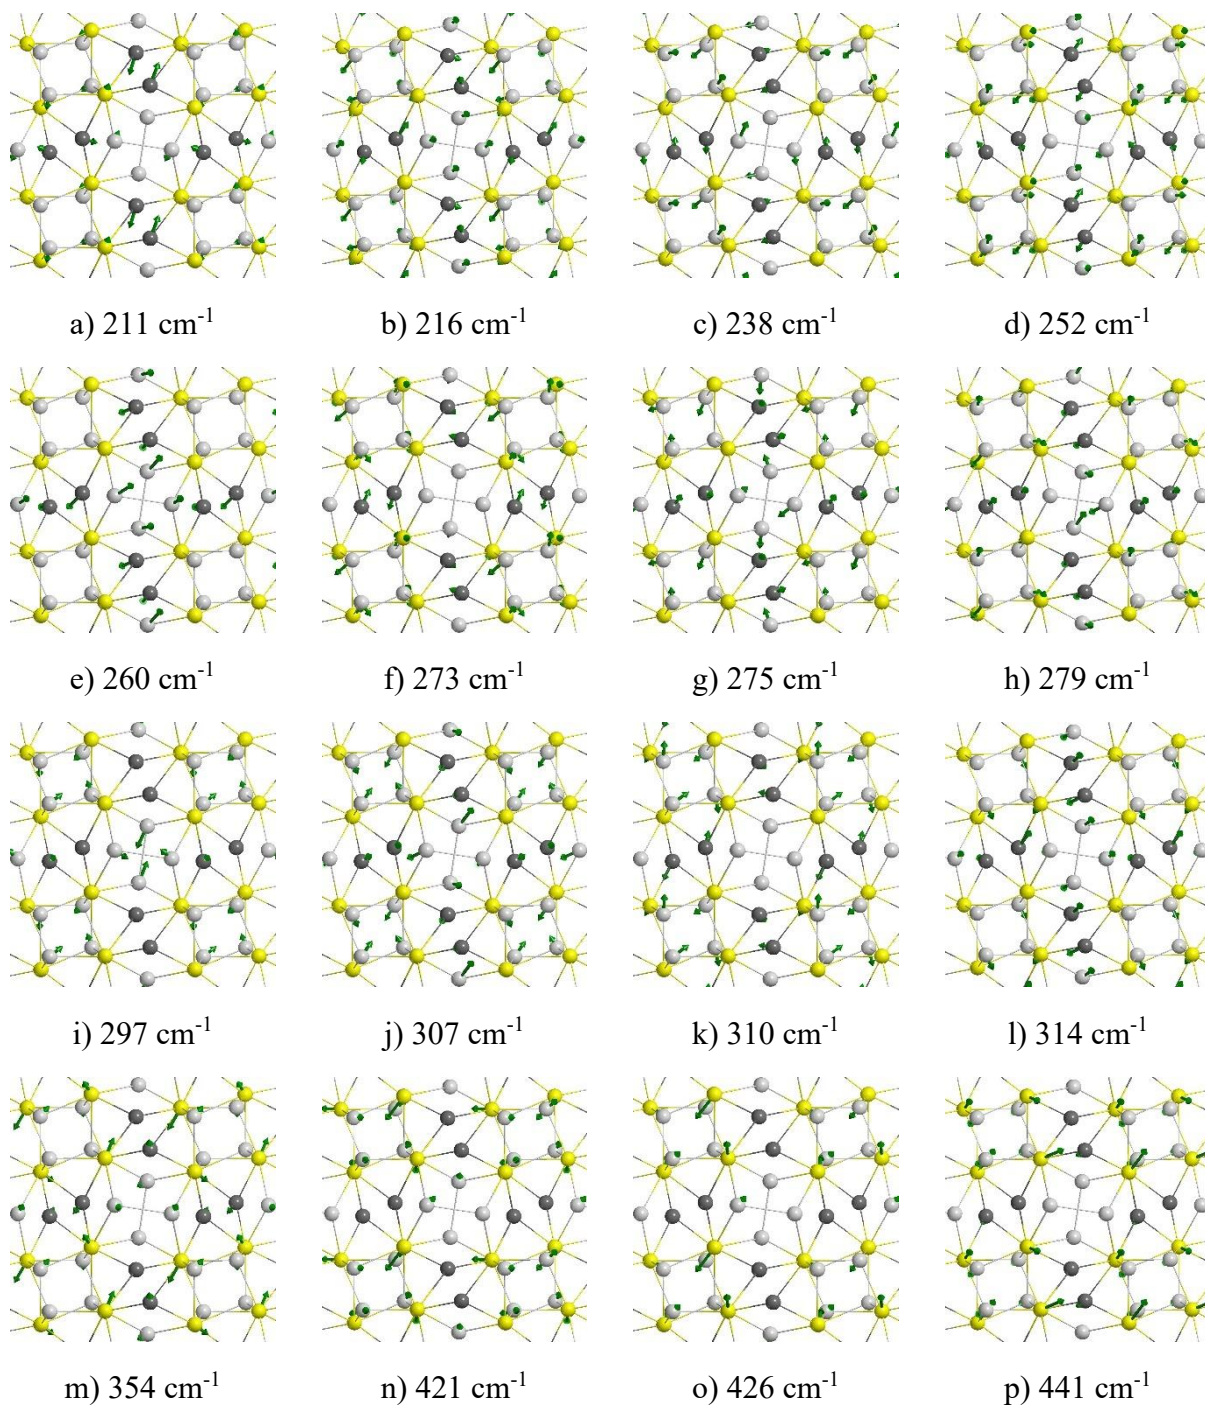 a) 211 cm⁻¹ b) 216 cm⁻¹ c) 238 cm⁻¹ d) 252 cm⁻¹
e) 260 cm⁻¹ f) 273 cm⁻¹ g) 275 cm⁻¹ h) 279 cm⁻¹
i) 297 cm⁻¹ j) 307 cm⁻¹ k) 310 cm⁻¹ l) 314 cm⁻¹
m) 354 cm⁻¹ n) 421 cm⁻¹ o) 426 cm⁻¹ p) 441 cm⁻¹